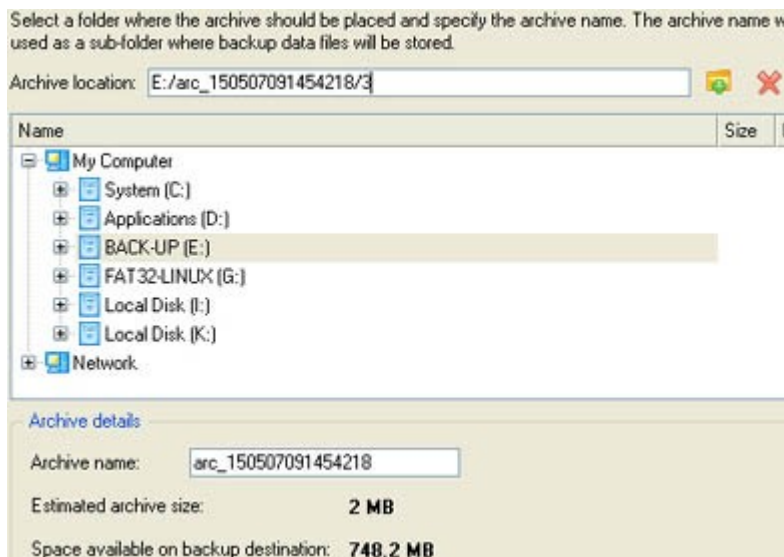 Select a folder where the archive should be placed and specify the archive name. The archive name
used as a sub-folder where backup data files will be stored.
Archive location: E:/arc_150507091454218/3
Name Size
My Computer
System (C:)
Applications (D:)
BACK-UP (E:)
FAT32-LINUX (G:)
Local Disk (I:)
Local Disk (K:)
Network
Archive details
Archive name: arc_150507091454218
Estimated archive size: 2 MB
Space available on backup destination: 748.2 MB